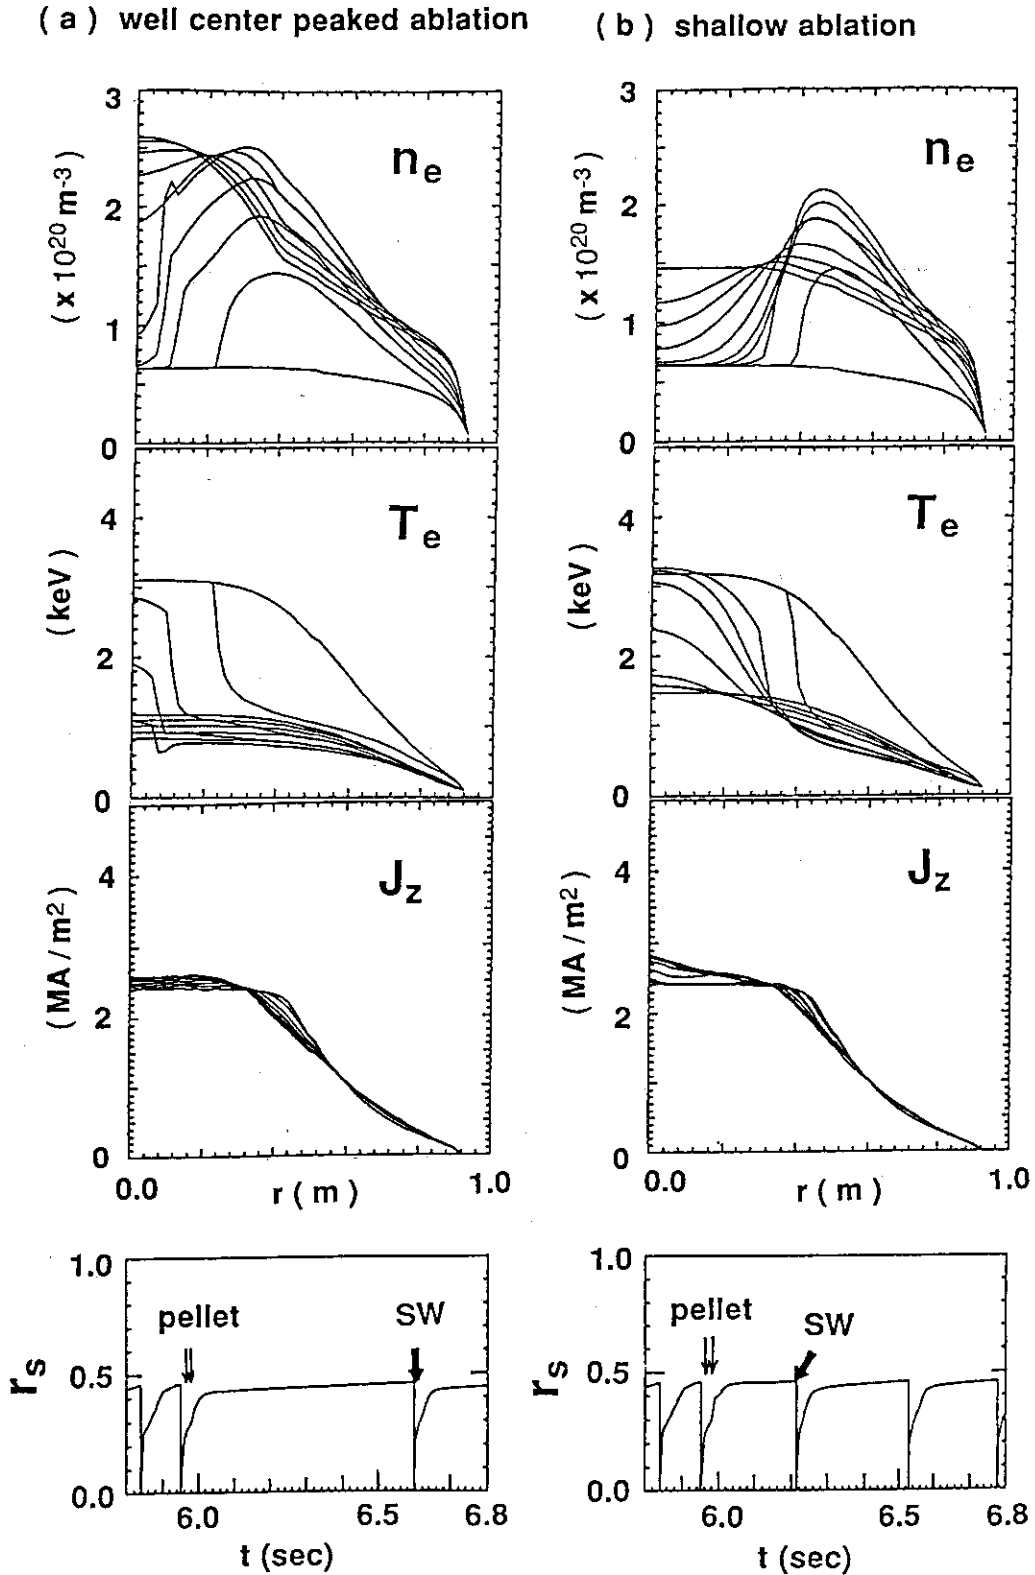 ( a ) well center peaked ablation
( b ) shallow ablation
3
2
1
0
( x 10^20 m^-3 )
n_e
3
2
1
0
( x 10^20 m^-3 )
n_e
4
2
0
( keV )
T_e
4
2
0
( keV )
T_e
4
2
0
( MA / m^2 )
J_z
0.0
r ( m )
1.0
4
2
0
( MA / m^2 )
J_z
0.0
r ( m )
1.0
1.0
0.5
0.0
r_s
pellet
SW
6.0
6.5
6.8
t (sec)
1.0
0.5
0.0
r_s
pellet
SW
6.0
6.5
6.8
t (sec)